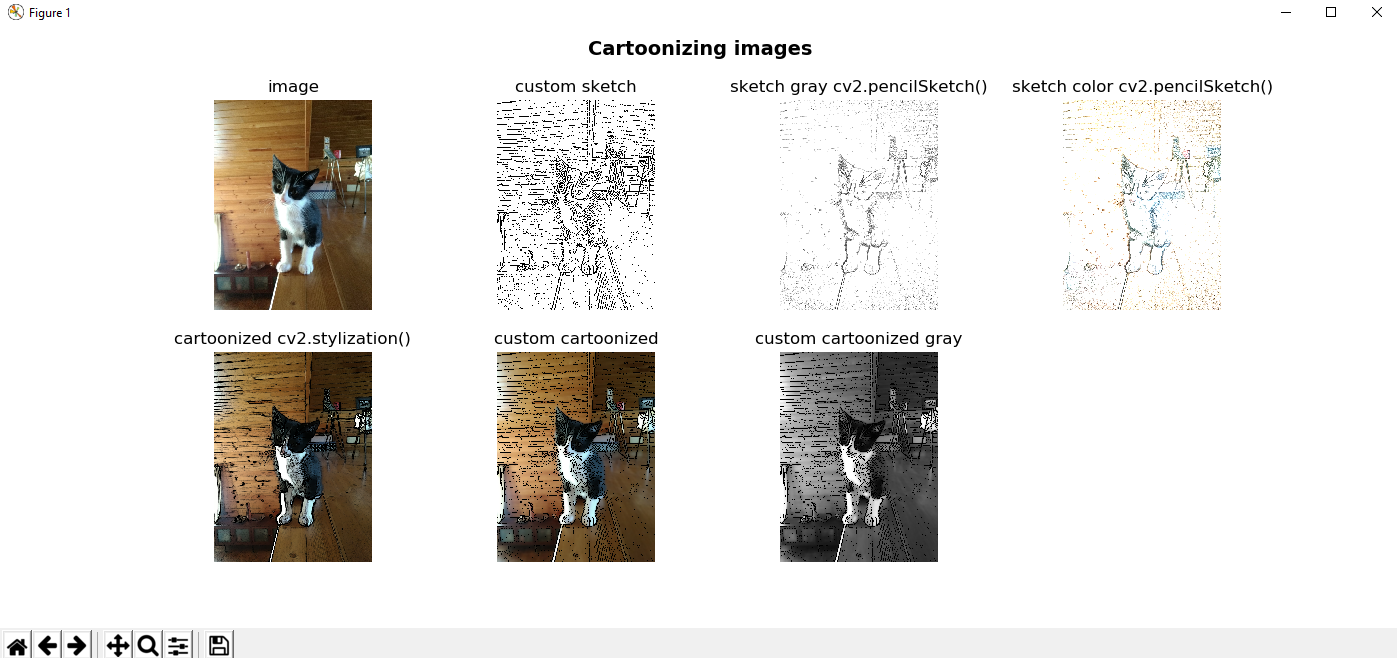 Figure 1
Cartoonizing images
image
custom sketch
sketch gray cv2.pencilSketch()
sketch color cv2.pencilSketch()
cartoonized cv2.stylization()
custom cartoonized
custom cartoonized gray